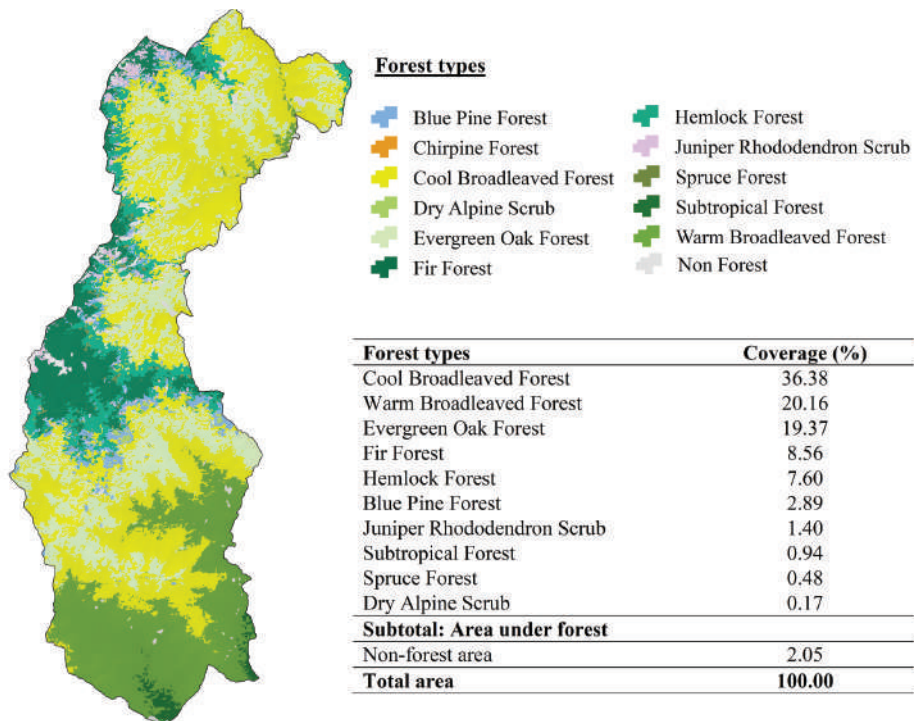 Forest types
Blue Pine Forest
Chirpine Forest
Cool Broadleaved Forest
Dry Alpine Scrub
Evergreen Oak Forest
Fir Forest
Hemlock Forest
Juniper Rhododendron Scrub
Spruce Forest
Subtropical Forest
Warm Broadleaved Forest
Non Forest
Forest types Coverage (%)
Cool Broadleaved Forest 36.38
Warm Broadleaved Forest 20.16
Evergreen Oak Forest 19.37
Fir Forest 8.56
Hemlock Forest 7.60
Blue Pine Forest 2.89
Juniper Rhododendron Scrub 1.40
Subtropical Forest 0.94
Spruce Forest 0.48
Dry Alpine Scrub 0.17
Subtotal: Area under forest
Non-forest area 2.05
Total area 100.00